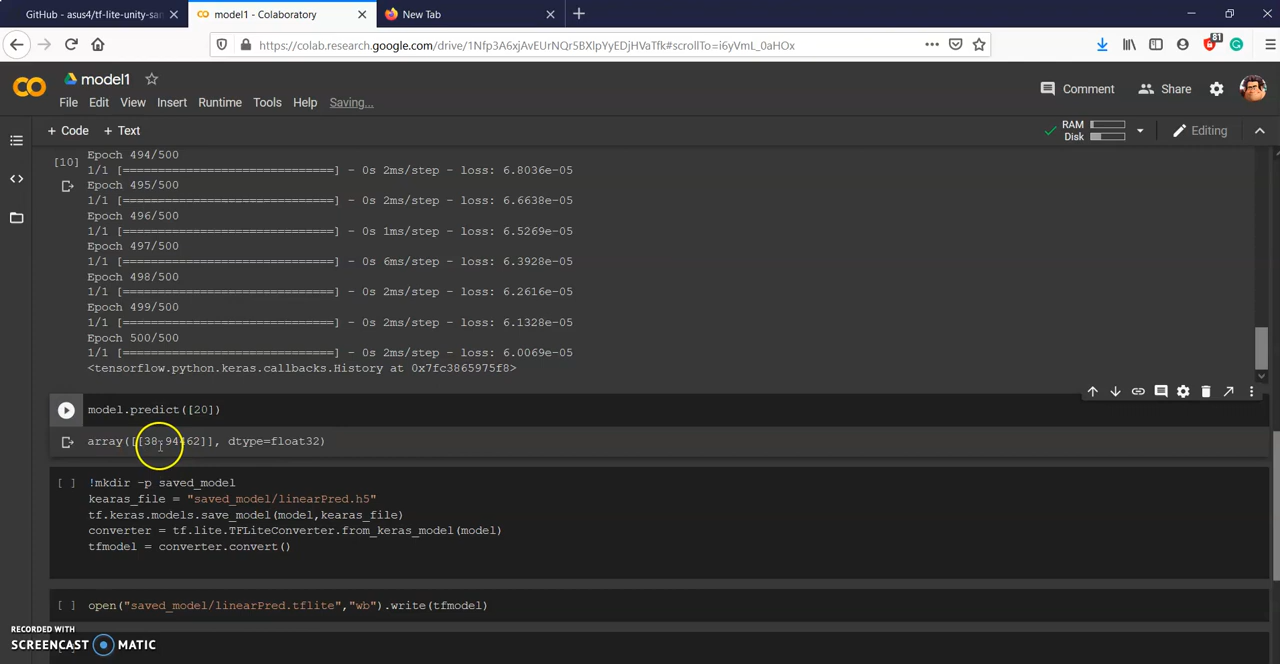 GitHub - asus4/tf-lite-unity-san
model1 - Colaboratory
New Tab
https://colab.research.google.com/drive/1Nfp3A6xjAvEUrNQr5BXlpYyEDjHVaTfk#scrollTo=i6yVmL_0aHOx
81
CO
model1
File Edit View Insert Runtime Tools Help Saving...
Comment
Share
+ Code + Text
RAM
Disk
Editing
[10]
Epoch 494/500
1/1 [==============================] - 0s 2ms/step - loss: 6.8036e-05
Epoch 495/500
1/1 [==============================] - 0s 2ms/step - loss: 6.6638e-05
Epoch 496/500
1/1 [==============================] - 0s 1ms/step - loss: 6.5269e-05
Epoch 497/500
1/1 [==============================] - 0s 6ms/step - loss: 6.3928e-05
Epoch 498/500
1/1 [==============================] - 0s 2ms/step - loss: 6.2616e-05
Epoch 499/500
1/1 [==============================] - 0s 2ms/step - loss: 6.1328e-05
Epoch 500/500
1/1 [==============================] - 0s 2ms/step - loss: 6.0069e-05
<tensorflow.python.keras.callbacks.History at 0x7fc3865975f8>
model.predict([20])
array([[38.94462]], dtype=float32)
[ ] !mkdir -p saved_model
kearas_file = "saved_model/linearPred.h5"
tf.keras.models.save_model(model,kearas_file)
converter = tf.lite.TFLiteConverter.from_keras_model(model)
tfmodel = converter.convert()
[ ] open("saved_model/linearPred.tflite","wb").write(tfmodel)
RECORDED WITH
SCREENCAST MATIC